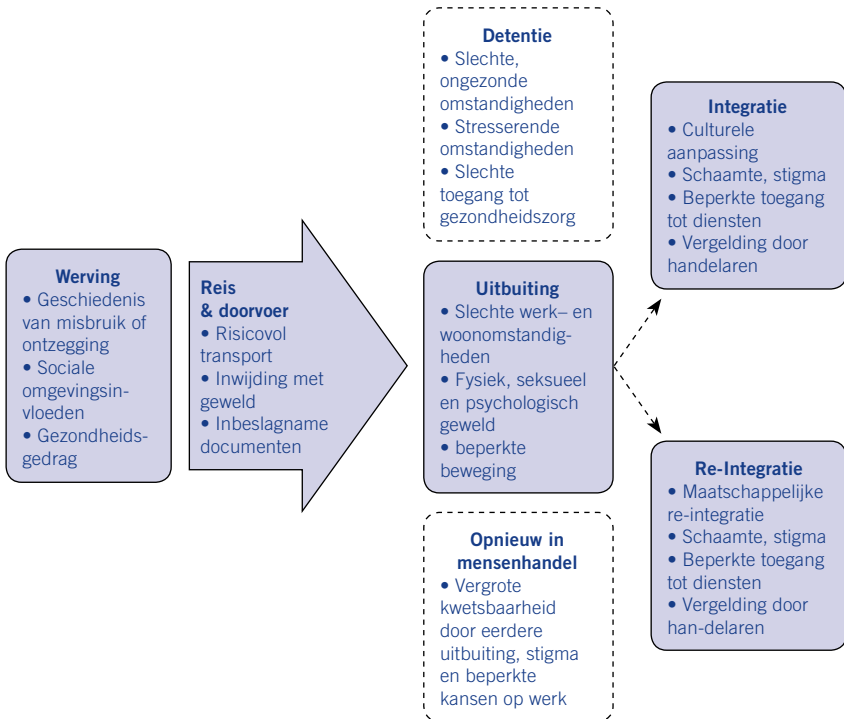 Werving
• Geschiedenis
van misbruik of
ontzegging
• Sociale
omgevingsin-
vloeden
• Gezondheids-
gedrag
Reis
& doorvoer
• Risicovol
transport
• Inwijding met
geweld
• Inbeslagname
documenten
Detentie
• Slechte,
ongezonde
omstandigheden
• Stresserende
omstandigheden
• Slechte
toegang tot
gezondheidszorg
Uitbuiting
• Slechte werk– en
woonomstandig-
heden
• Fysiek, seksueel
en psychologisch
geweld
• beperkte
beweging
Opnieuw in
mensenhandel
• Vergrote
kwetsbaarheid
door eerdere
uitbuiting, stigma
en beperkte
kansen op werk
Integratie
• Culturele
aanpassing
• Schaamte, stigma
• Beperkte toegang
tot diensten
• Vergelding door
handelaren
Re-Integratie
• Maatschappelijke
re-integratie
• Schaamte, stigma
• Beperkte toegang
tot diensten
• Vergelding door
han-delaren